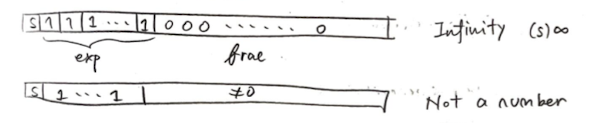 S 1 1 1 ... 1 0 0 0 ...... 0 Infinity (s)∞
exp frac
S 1 ... 1 ≠0 Not a number